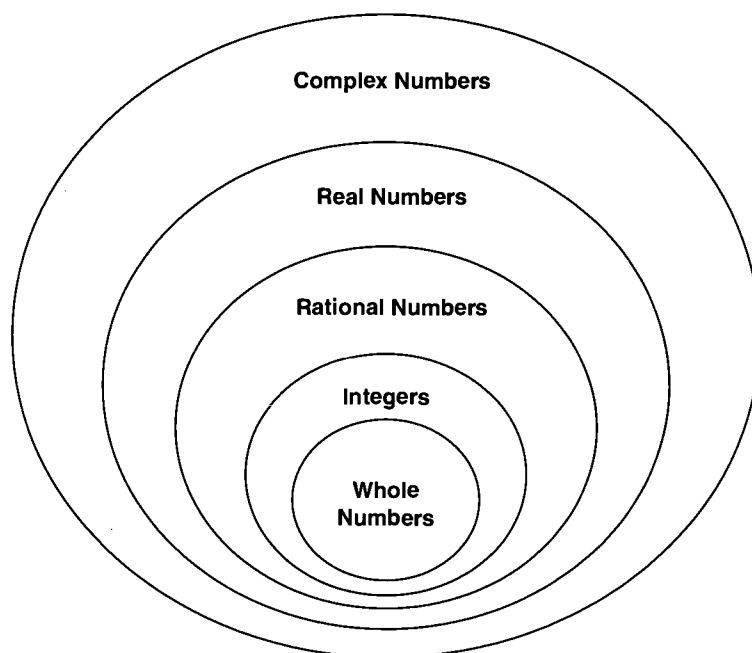 Complex Numbers
Real Numbers
Rational Numbers
Integers
Whole
Numbers